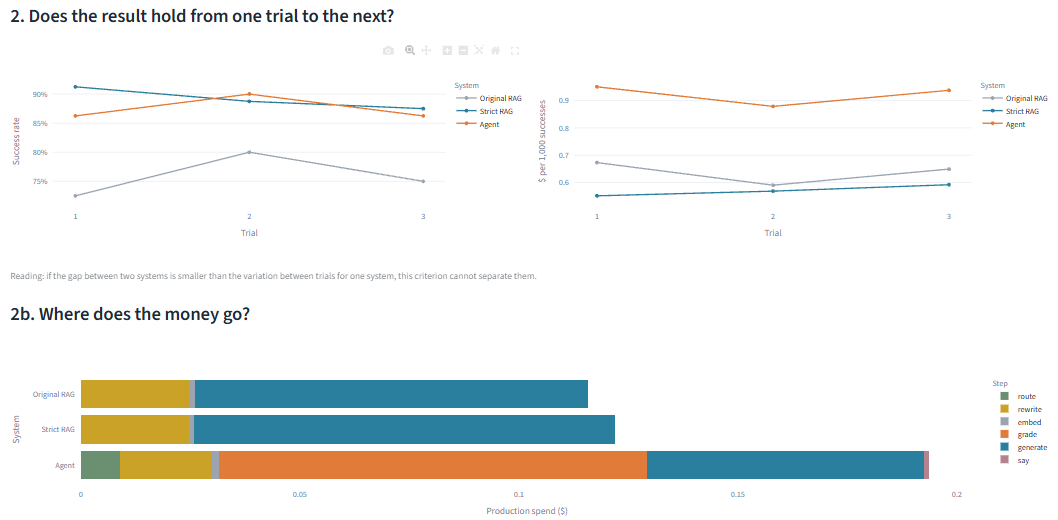 2. Does the result hold from one trial to the next?
System
Original RAG
Strict RAG
Agent
90%
85%
80%
75%
Success rate
1
2
3
Trial
System
Original RAG
Strict RAG
Agent
0.9
0.8
0.7
0.6
$ per 1,000 successes
1
2
3
Trial
Reading: if the gap between two systems is smaller than the variation between trials for one system, this criterion cannot separate them.
2b. Where does the money go?
System
Original RAG
Strict RAG
Agent
0
0.05
0.1
0.15
0.2
Production spend ($)
Step
route
rewrite
embed
grade
generate
say